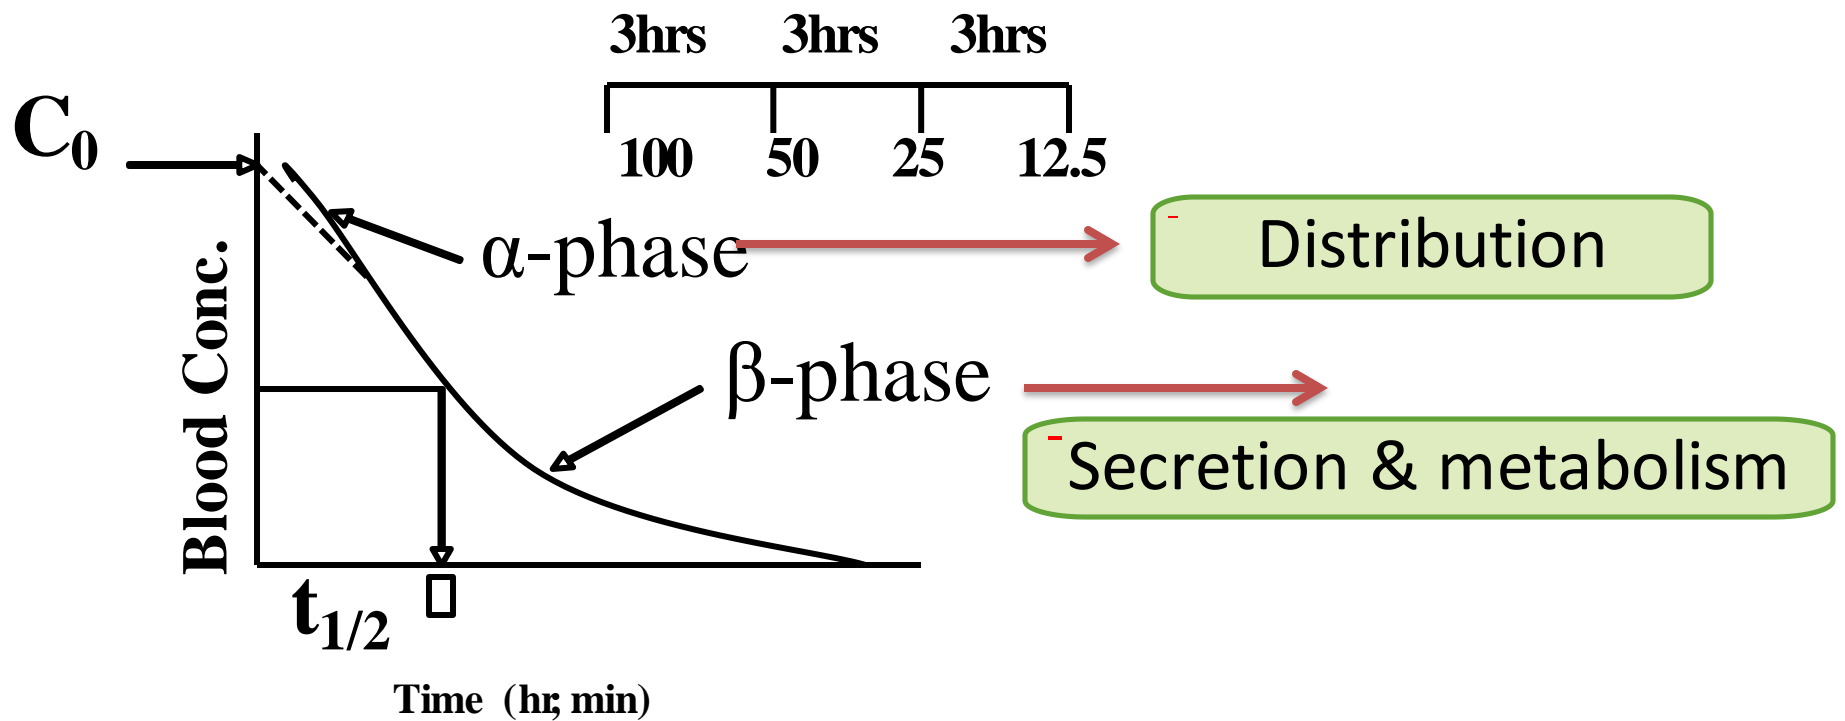 3hrs 3hrs 3hrs
C₀
100 50 25 12.5
- Distribution
α-phase
β-phase
- Secretion & metabolism
Blood Conc.
t₁/₂
Time (hr, min)